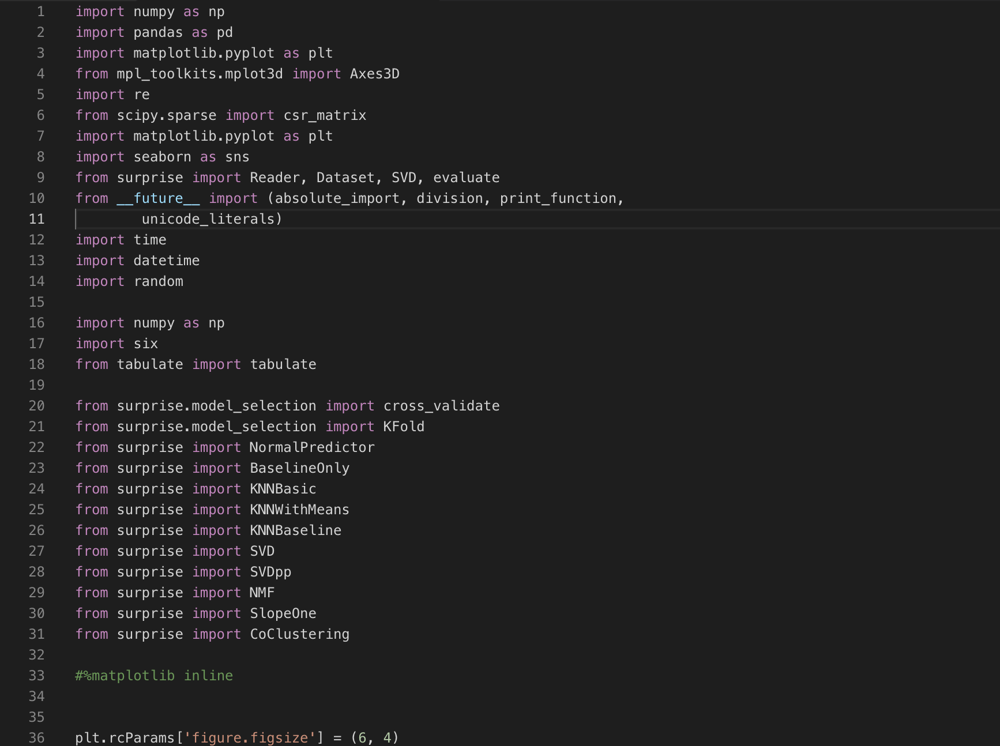 1 import numpy as np
2 import pandas as pd
3 import matplotlib.pyplot as plt
4 from mpl_toolkits.mplot3d import Axes3D
5 import re
6 from scipy.sparse import csr_matrix
7 import matplotlib.pyplot as plt
8 import seaborn as sns
9 from surprise import Reader, Dataset, SVD, evaluate
10 from __future__ import (absolute_import, division, print_function,
11         unicode_literals)
12 import time
13 import datetime
14 import random
15
16 import numpy as np
17 import six
18 from tabulate import tabulate
19
20 from surprise.model_selection import cross_validate
21 from surprise.model_selection import KFold
22 from surprise import NormalPredictor
23 from surprise import BaselineOnly
24 from surprise import KNNBasic
25 from surprise import KNNWithMeans
26 from surprise import KNNBaseline
27 from surprise import SVD
28 from surprise import SVDpp
29 from surprise import NMF
30 from surprise import SlopeOne
31 from surprise import CoClustering
32
33 #%matplotlib inline
34
35
36 plt.rcParams['figure.figsize'] = (6, 4)